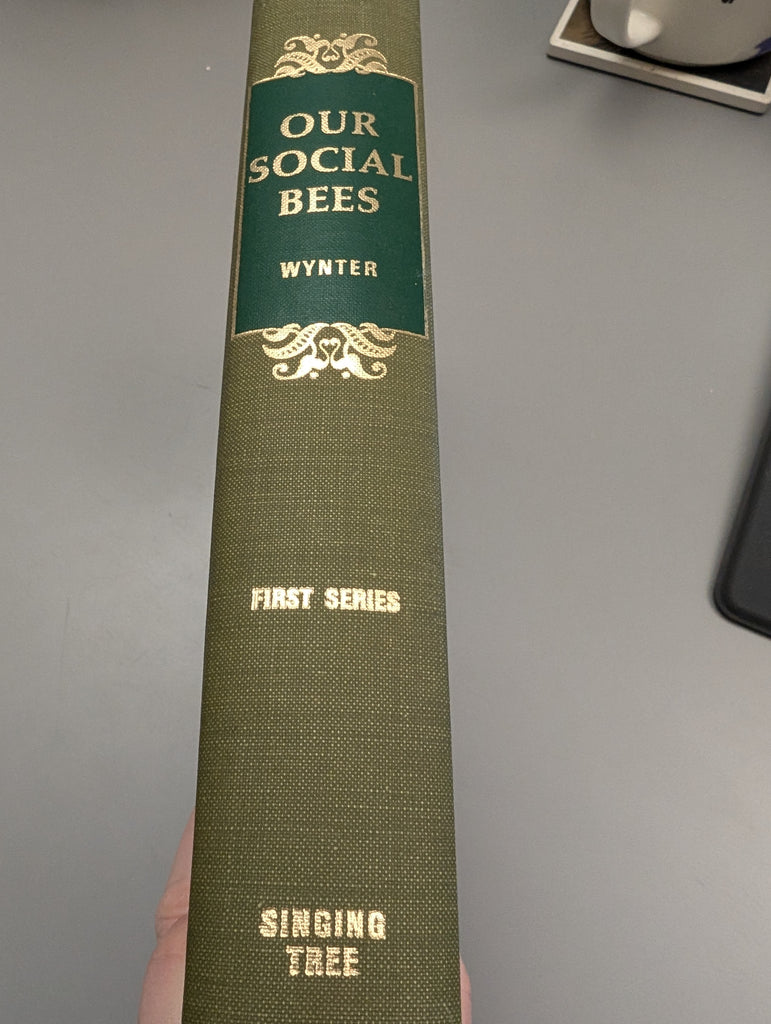 OUR
SOCIAL
BEES
WYNTER
FIRST SERIES
SINGING
TREE